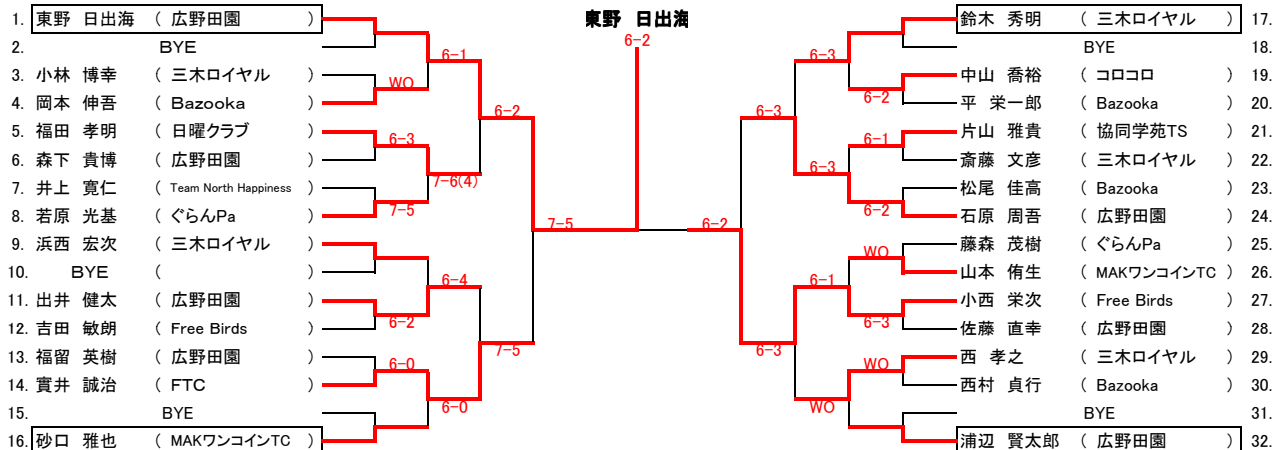 東野 日出海
6-2
1. 東野 日出海 ( 広野田園 )
2. BYE
3. 小林 博幸 ( 三木ロイヤル )
4. 岡本 伸吾 ( Bazooka )
5. 福田 孝明 ( 日曜クラブ )
6. 森下 貴博 ( 広野田園 )
7. 井上 寛仁 ( Team North Happiness )
8. 若原 光基 ( ぐらんPa )
9. 浜西 宏次 ( 三木ロイヤル )
10. BYE (
11. 出井 健太 ( 広野田園 )
12. 吉田 敏朗 ( Free Birds )
13. 福留 英樹 ( 広野田園 )
14. 實井 誠治 ( FTC )
15. BYE
16. 砂口 雅也 ( MAKワンコインTC )
6-1
WO
6-2
6-3
7-6(4)
7-5
7-5
6-4
6-2
7-5
6-0
6-0
鈴木 秀明 ( 三木ロイヤル ) 17.
BYE 18.
中山 喬裕 ( コロコロ ) 19.
平 栄一郎 ( Bazooka ) 20.
片山 雅貴 ( 協同学苑TS ) 21.
斎藤 文彦 ( 三木ロイヤル ) 22.
松尾 佳高 ( Bazooka ) 23.
石原 周吾 ( 広野田園 ) 24.
藤森 茂樹 ( ぐらんPa ) 25.
山本 侑生 ( MAKワンコインTC ) 26.
小西 栄次 ( Free Birds ) 27.
佐藤 直幸 ( 広野田園 ) 28.
西 孝之 ( 三木ロイヤル ) 29.
西村 貞行 ( Bazooka ) 30.
BYE 31.
浦辺 賢太郎 ( 広野田園 ) 32.
6-3
6-2
6-3
6-1
6-3
6-2
6-2
WO
6-1
6-3
6-3
WO
WO